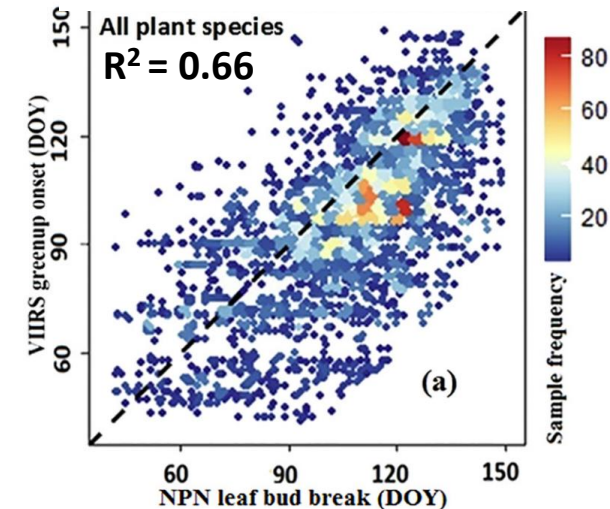 All plant species
R² = 0.66
150
120
90
60
VIIRS greenup onset (DOY)
(a)
60 90 120 150
NPN leaf bud break (DOY)
80
60
40
20
Sample frequency